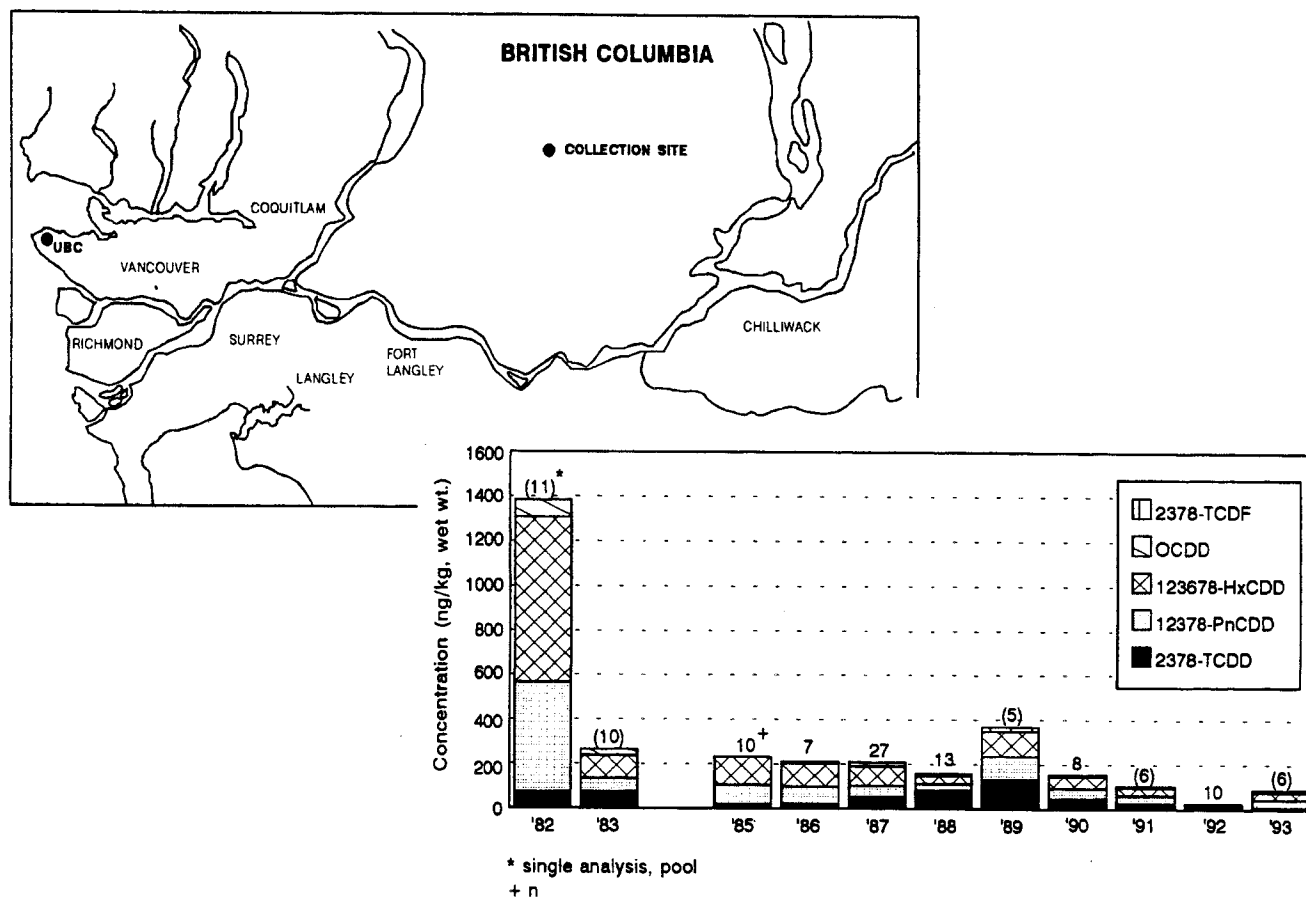 BRITISH COLUMBIA
COLLECTION SITE
COQUITLAM
UBC
VANCOUVER
RICHMOND
SURREY
FORT
LANGLEY
LANGLEY
CHILLIWACK
Concentration (ng/kg, wet wt.)
1600
1400
1200
1000
800
600
400
200
0
(11)*
(10)
10+
7
27
13
(5)
8
(6)
10
(6)
2378-TCDF
OCDD
123678-HxCDD
12378-PnCDD
2378-TCDD
'82 '83 '85 '86 '87 '88 '89 '90 '91 '92 '93
* single analysis, pool
+ n